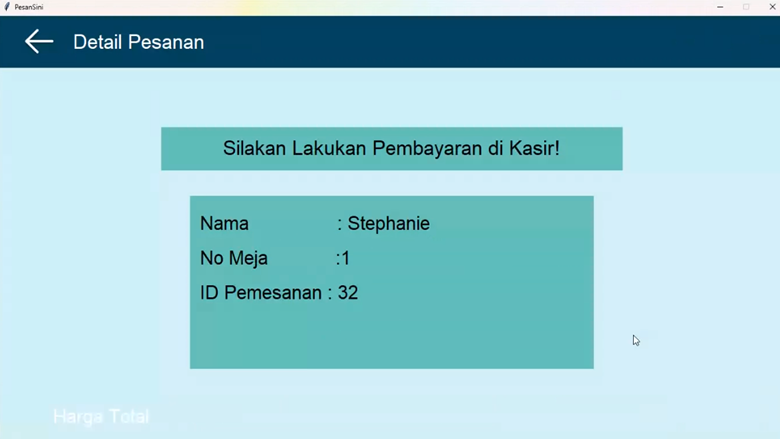 PesanSini
Detail Pesanan
Silakan Lakukan Pembayaran di Kasir!
Nama : Stephanie
No Meja :1
ID Pemesanan : 32
Harga Total